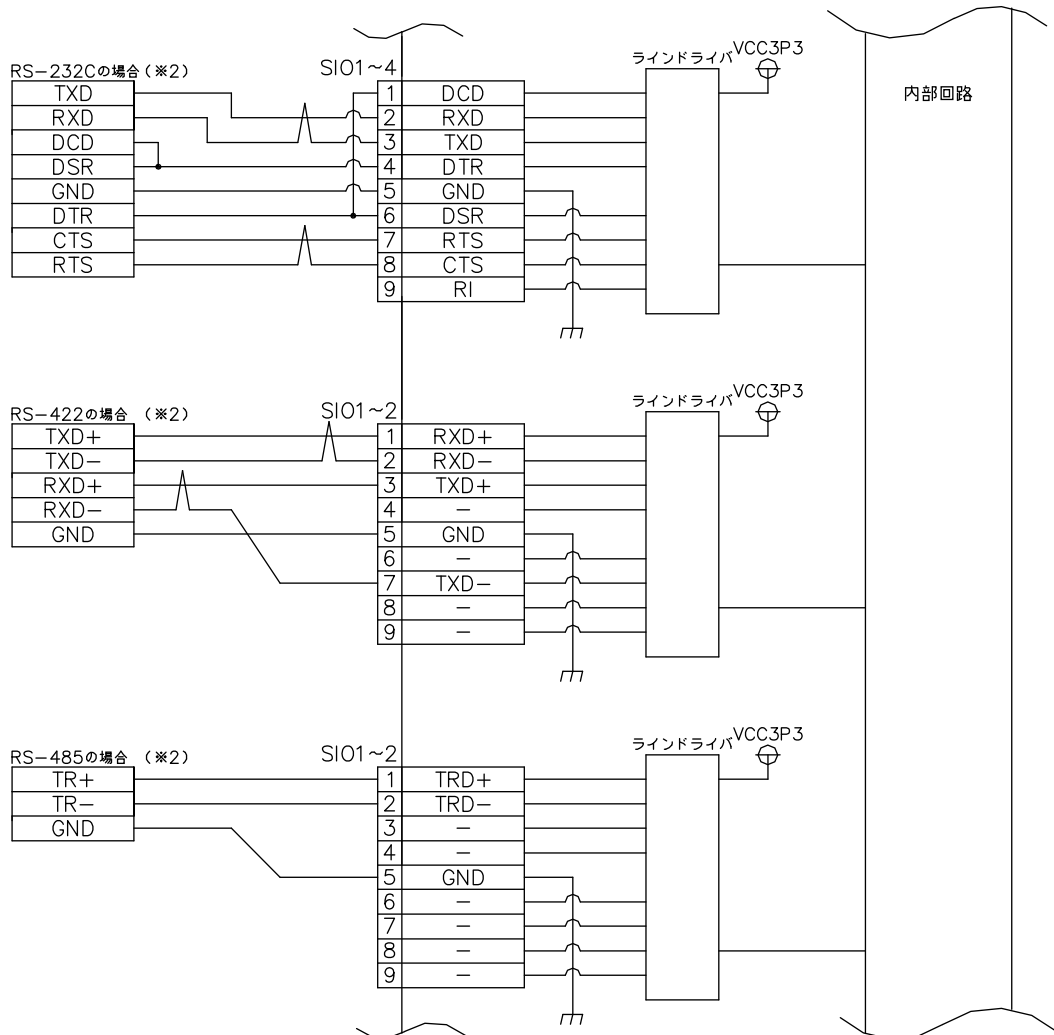 RS-232Cの場合(※2)
TXD
RXD
DCD
DSR
GND
DTR
CTS
RTS
SIO1~4
1 DCD
2 RXD
3 TXD
4 DTR
5 GND
6 DSR
7 RTS
8 CTS
9 RI
ラインドライバ
VCC3P3
内部回路
RS-422の場合 (※2)
TXD+
TXD-
RXD+
RXD-
GND
SIO1~2
1 RXD+
2 RXD-
3 TXD+
4 -
5 GND
6 -
7 TXD-
8 -
9 -
ラインドライバ
VCC3P3
RS-485の場合 (※2)
TR+
TR-
GND
SIO1~2
1 TRD+
2 TRD-
3 -
4 -
5 GND
6 -
7 -
8 -
9 -
ラインドライバ
VCC3P3